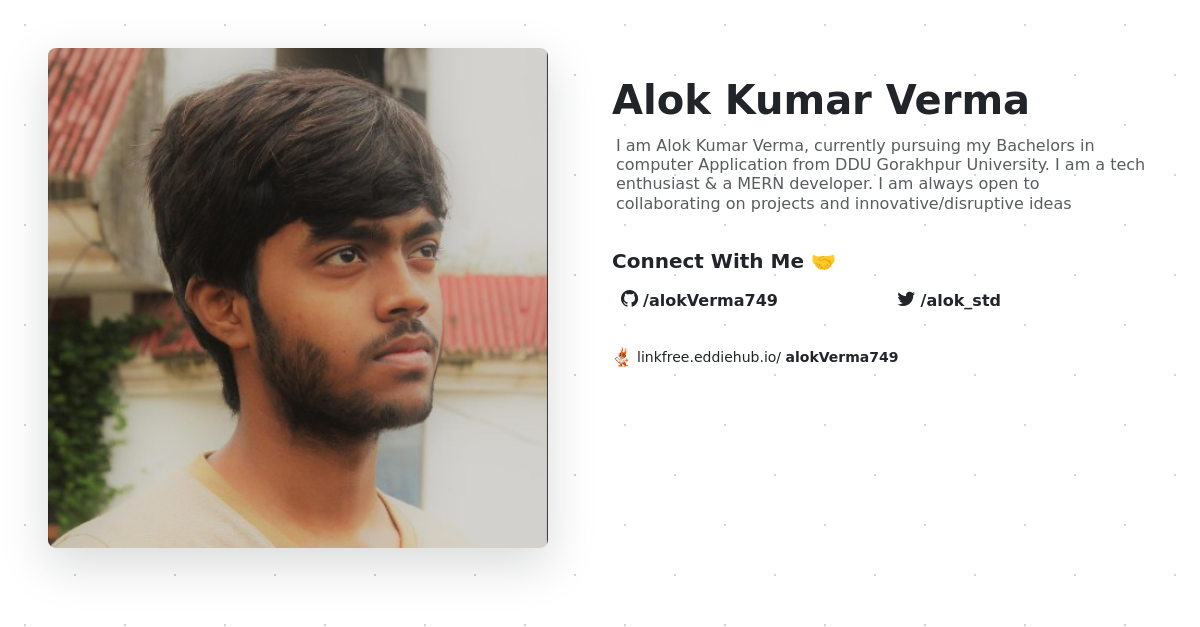 Alok Kumar Verma
I am Alok Kumar Verma, currently pursuing my Bachelors in
computer Application from DDU Gorakhpur University. I am a tech
enthusiast & a MERN developer. I am always open to
collaborating on projects and innovative/disruptive ideas
Connect With Me 🤝
/alokVerma749
/alok_std
linkfree.eddiehub.io/ alokVerma749